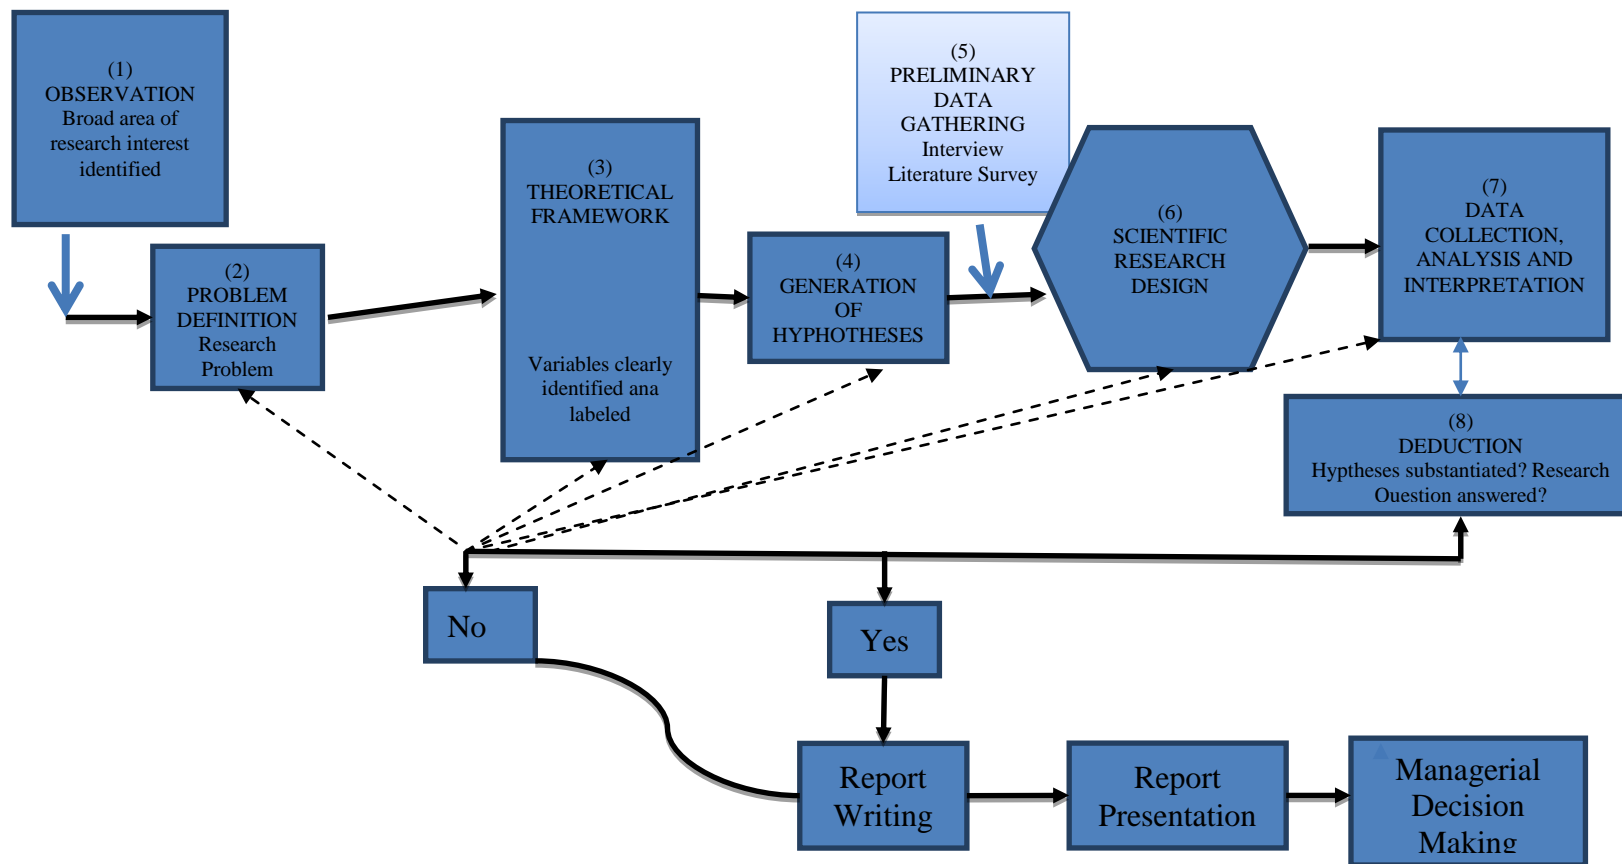 (1)
OBSERVATION
Broad area of
research interest
identified
(2)
PROBLEM
DEFINITION
Research
Problem
(3)
THEORETICAL
FRAMEWORK
Variables clearly
identified ana
labeled
(4)
GENERATION
OF
HYPHOTHESES
(5)
PRELIMINARY
DATA
GATHERING
Interview
Literature Survey
(6)
SCIENTIFIC
RESEARCH
DESIGN
(7)
DATA
COLLECTION,
ANALYSIS AND
INTERPRETATION
(8)
DEDUCTION
Hyptheses substantiated? Research
Question answered?
No
Yes
Report
Writing
Report
Presentation
Managerial
Decision
Making